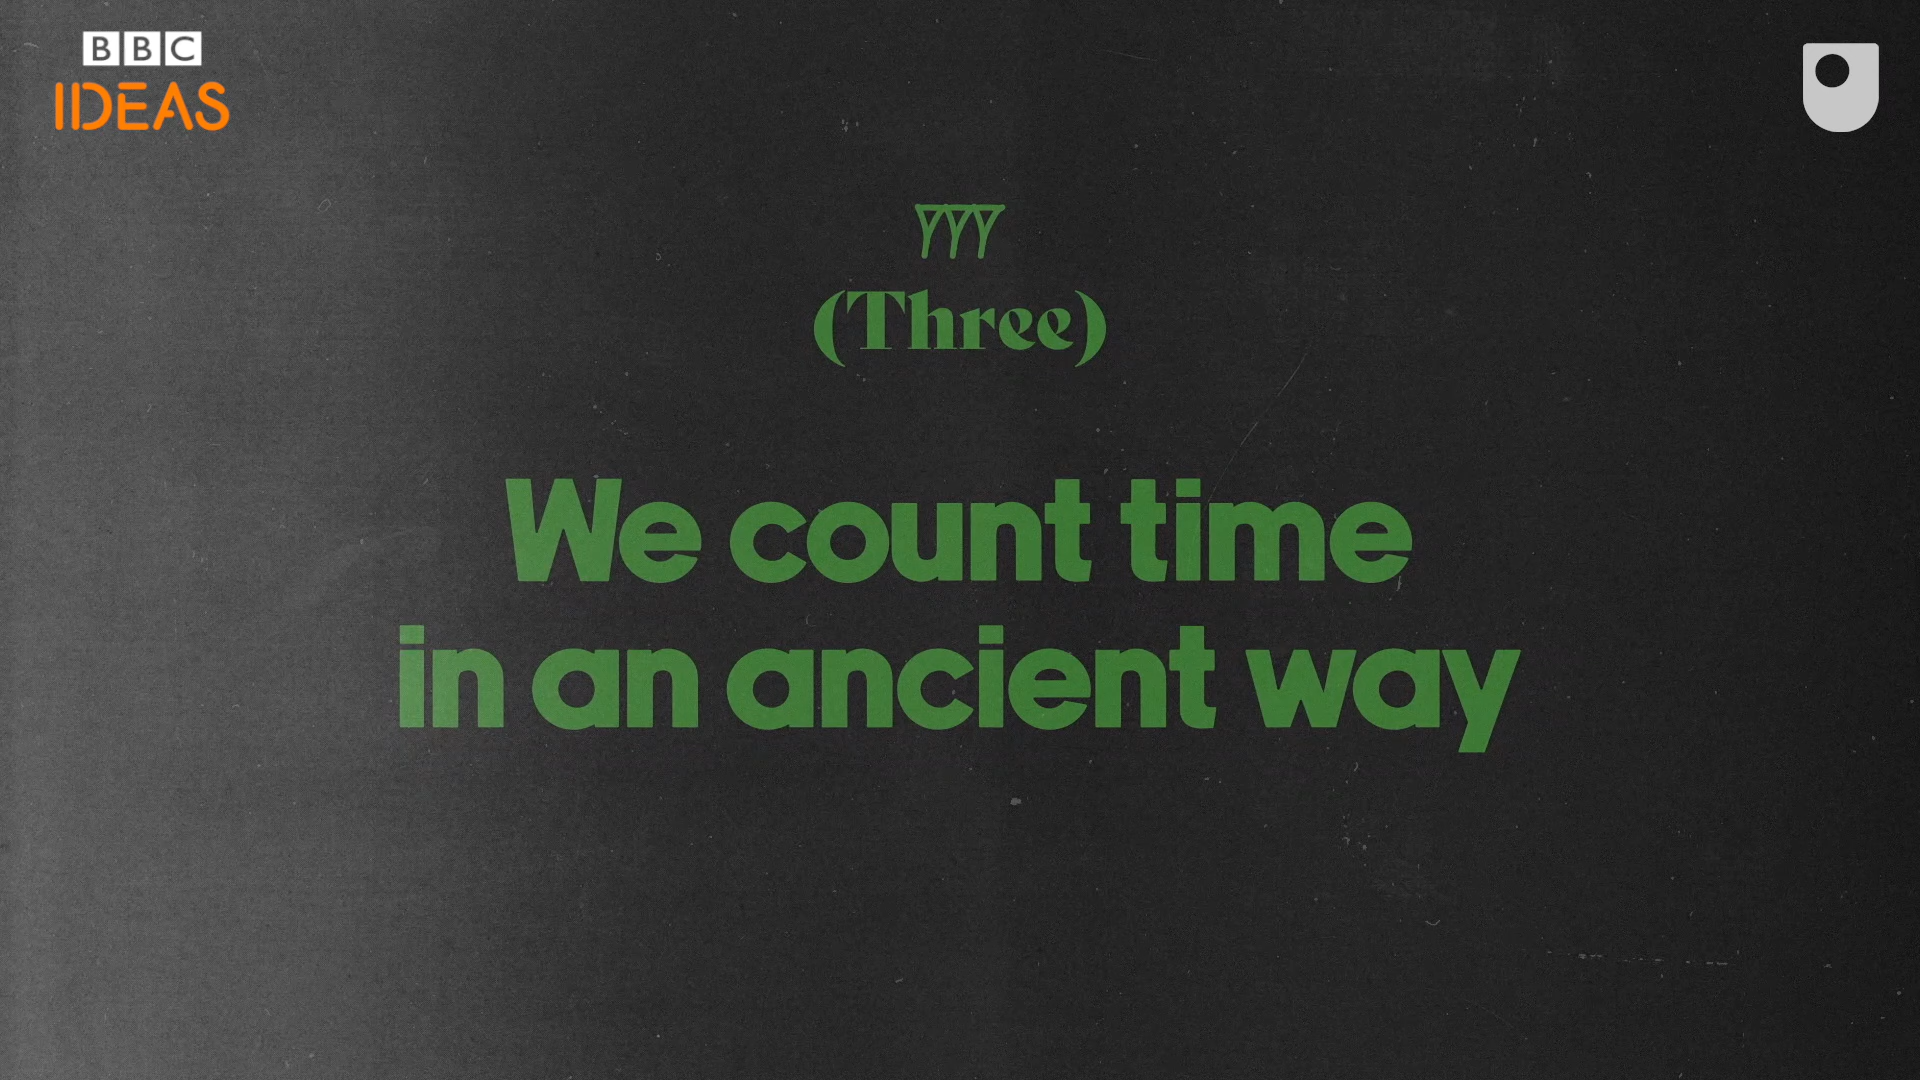 BBC
IDEAS
𒐈
(Three)
We count time
in an ancient way